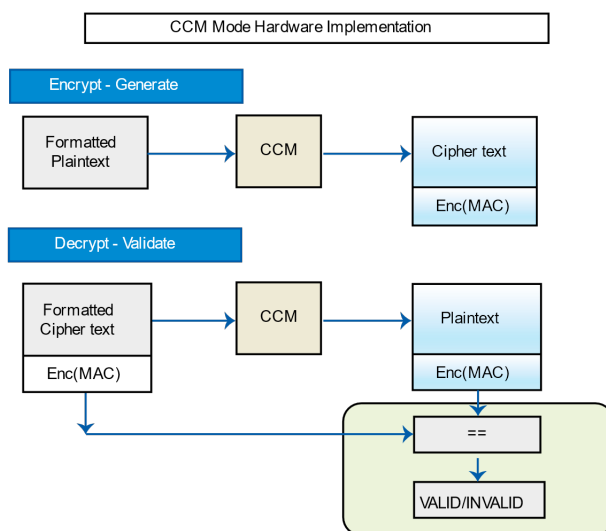 CCM Mode Hardware Implementation
Encrypt - Generate
Formatted
Plaintext
CCM
Cipher text
Enc(MAC)
Decrypt - Validate
Formatted
Cipher text
Enc(MAC)
CCM
Plaintext
Enc(MAC)
==
VALID/INVALID